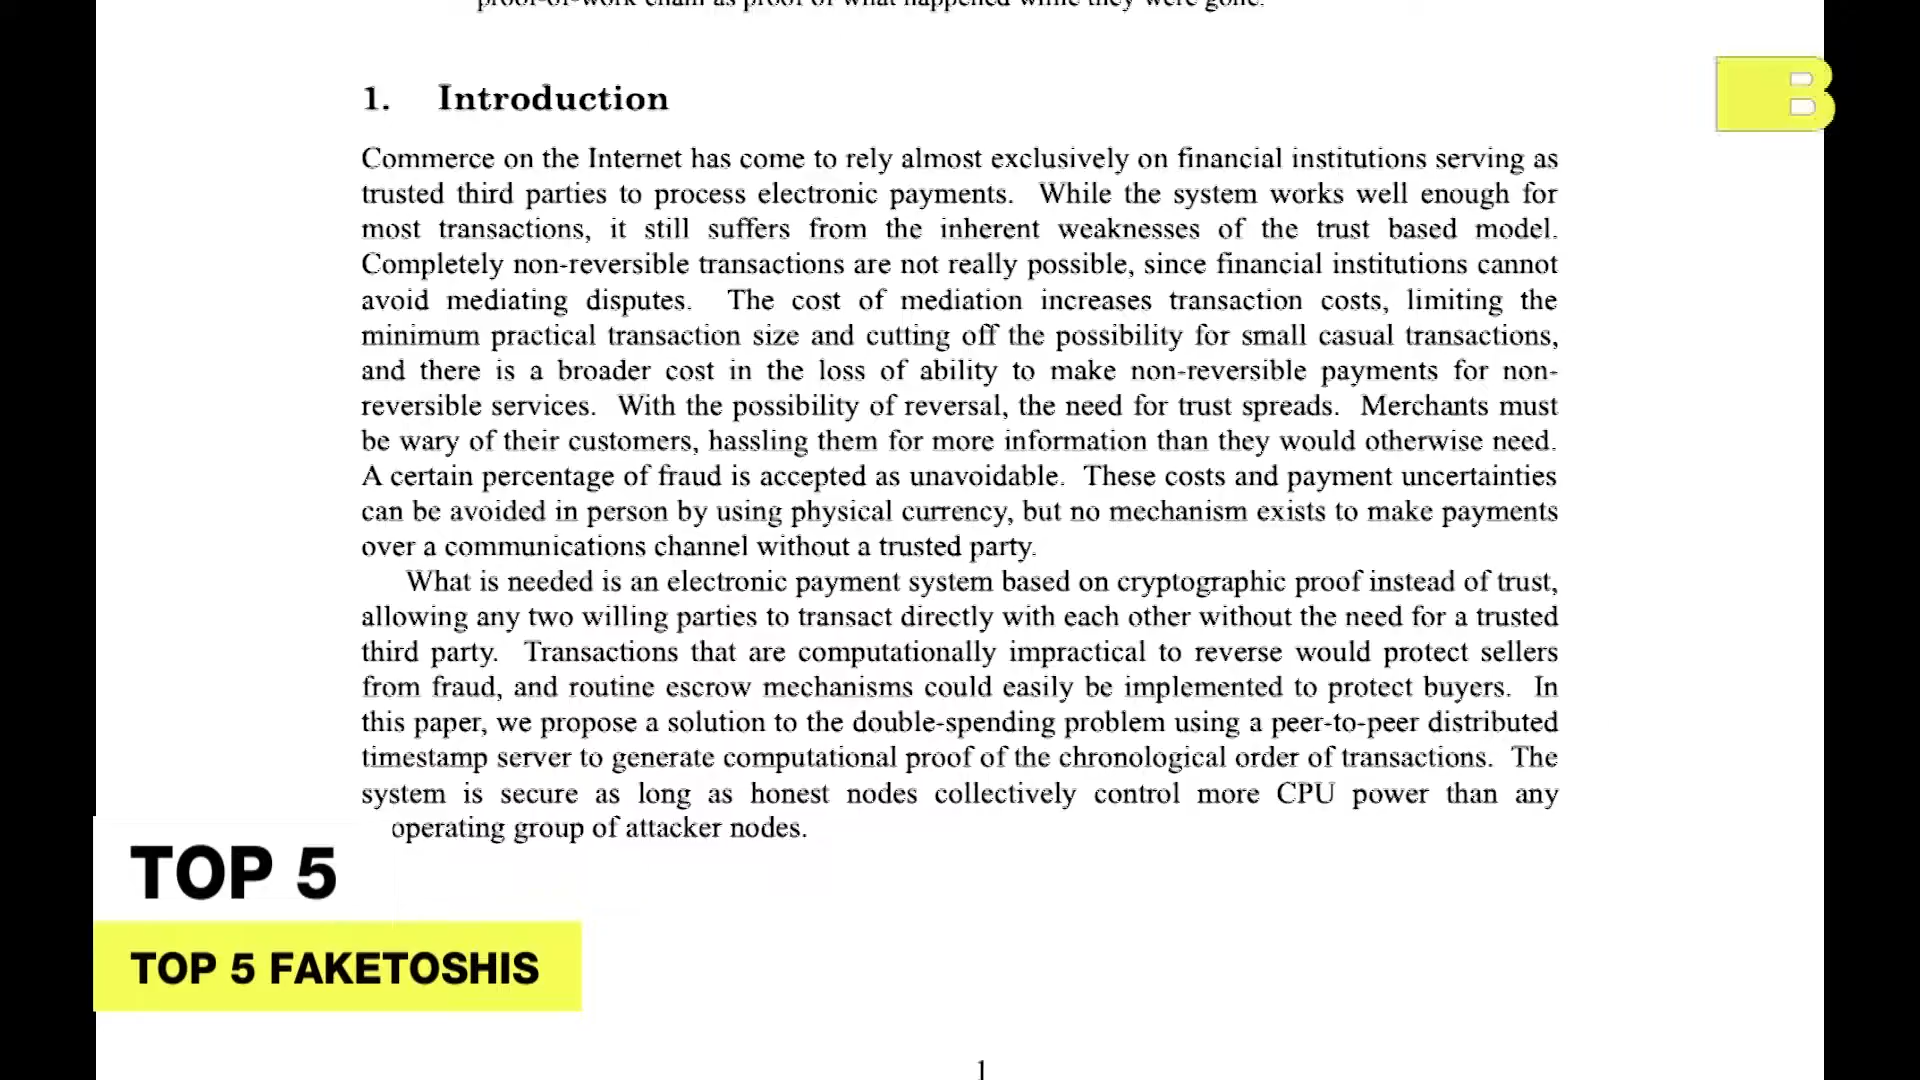 proof-of-work chain as proof of what happened while they were gone.
1. Introduction
Commerce on the Internet has come to rely almost exclusively on financial institutions serving as
trusted third parties to process electronic payments. While the system works well enough for
most transactions, it still suffers from the inherent weaknesses of the trust based model.
Completely non-reversible transactions are not really possible, since financial institutions cannot
avoid mediating disputes. The cost of mediation increases transaction costs, limiting the
minimum practical transaction size and cutting off the possibility for small casual transactions,
and there is a broader cost in the loss of ability to make non-reversible payments for non-
reversible services. With the possibility of reversal, the need for trust spreads. Merchants must
be wary of their customers, hassling them for more information than they would otherwise need.
A certain percentage of fraud is accepted as unavoidable. These costs and payment uncertainties
can be avoided in person by using physical currency, but no mechanism exists to make payments
over a communications channel without a trusted party.
What is needed is an electronic payment system based on cryptographic proof instead of trust,
allowing any two willing parties to transact directly with each other without the need for a trusted
third party. Transactions that are computationally impractical to reverse would protect sellers
from fraud, and routine escrow mechanisms could easily be implemented to protect buyers. In
this paper, we propose a solution to the double-spending problem using a peer-to-peer distributed
timestamp server to generate computational proof of the chronological order of transactions. The
system is secure as long as honest nodes collectively control more CPU power than any
operating group of attacker nodes.
1
B
TOP 5
TOP 5 FAKETOSHIS